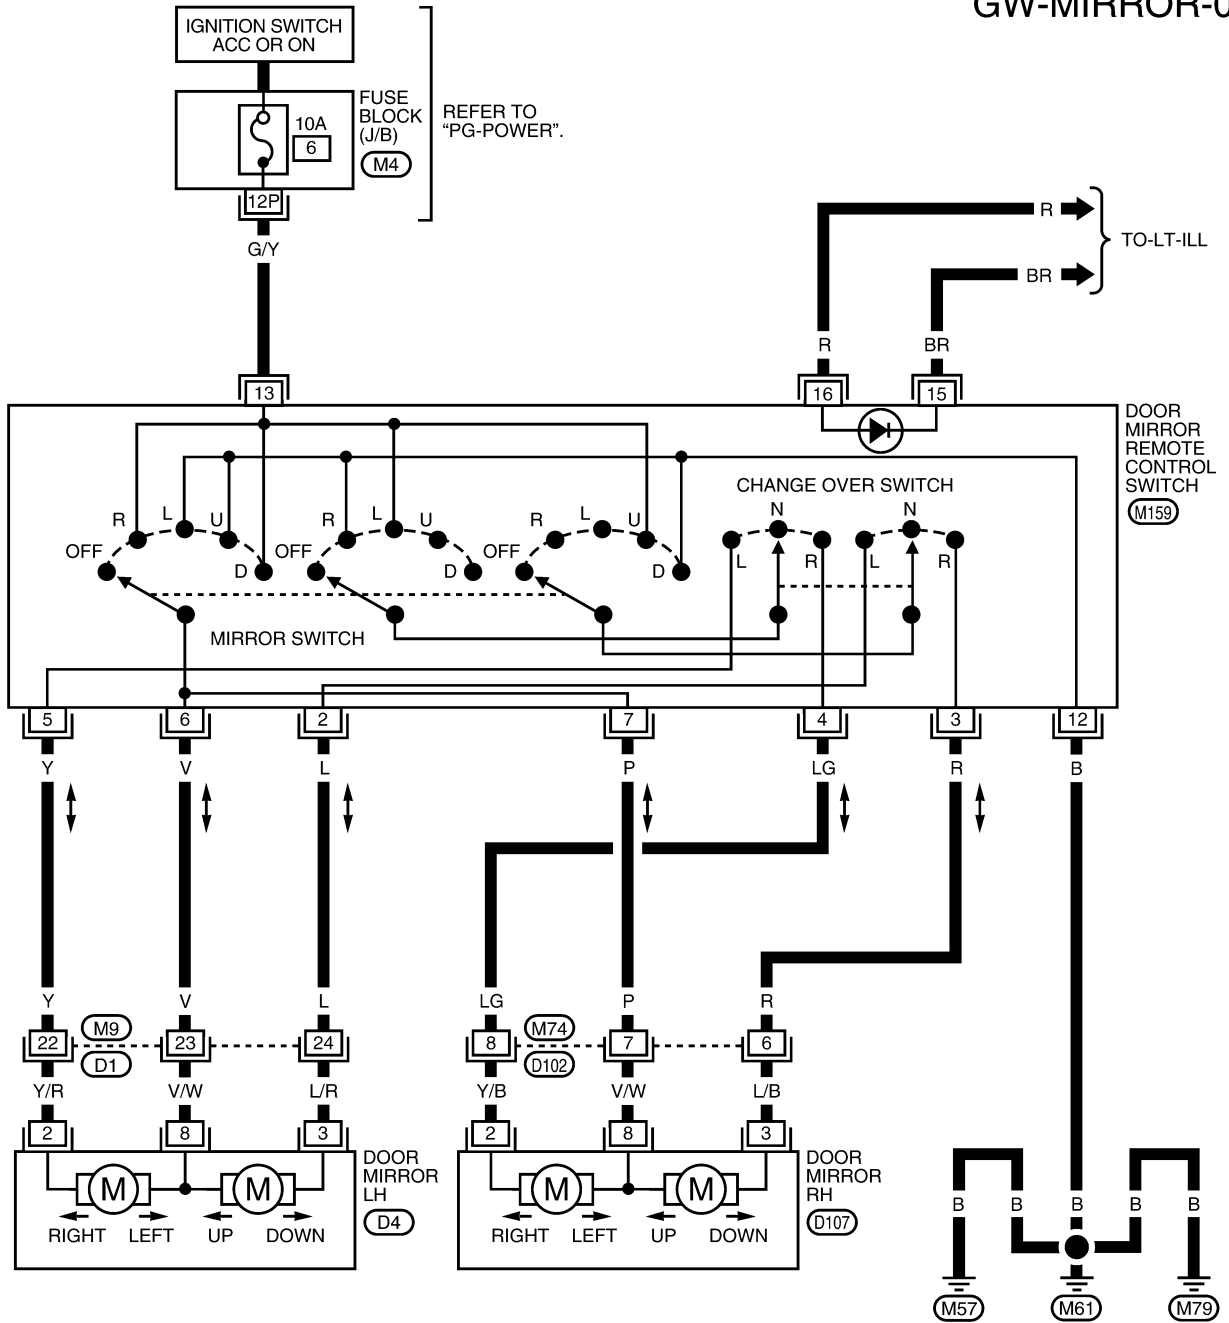 GW-MIRROR-0
IGNITION SWITCH
ACC OR ON
FUSE
BLOCK
(J/B)
M4
10A
6
REFER TO
“PG-POWER”.
12P
G/Y
R
BR
TO-LT-ILL
R
BR
13
16
15
DOOR
MIRROR
REMOTE
CONTROL
SWITCH
M159
CHANGE OVER SWITCH
OFF
R
L
U
D
OFF
R
L
U
D
OFF
R
L
U
D
L
N
R
L
N
R
MIRROR SWITCH
5
6
2
7
4
3
12
Y
V
L
P
LG
R
B
Y
V
L
LG
P
R
22
M9
D1
23
24
8
M74
D102
7
6
Y/R
V/W
L/R
Y/B
V/W
L/B
2
8
3
2
8
3
M
M
DOOR
MIRROR
LH
D4
RIGHT
LEFT
UP
DOWN
M
M
DOOR
MIRROR
RH
D107
RIGHT
LEFT
UP
DOWN
B
B
B
B
B
M57
M61
M79